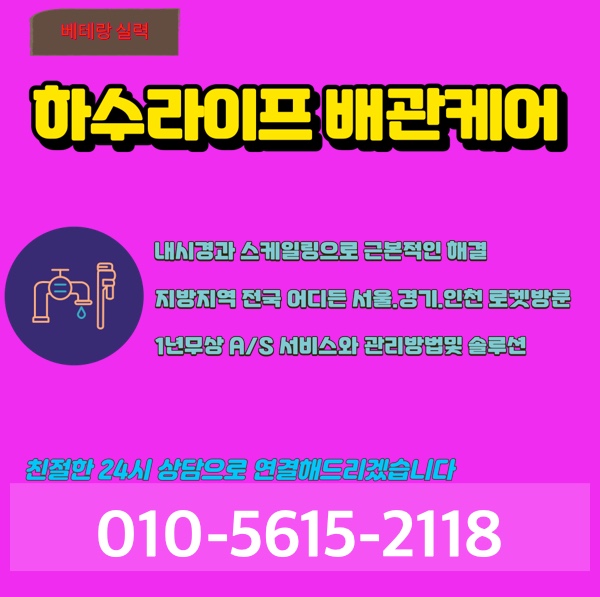 베테랑 실력
하수라이프 배관케어
내시경과 스케일링으로 근본적인 해결
지방지역 전국 어디든 서울.경기.인천 로켓방문
1년무상 A/S 서비스와 관리방법및 솔루션
친절한 24시 상담으로 연결해드리겠습니다
010-5615-2118